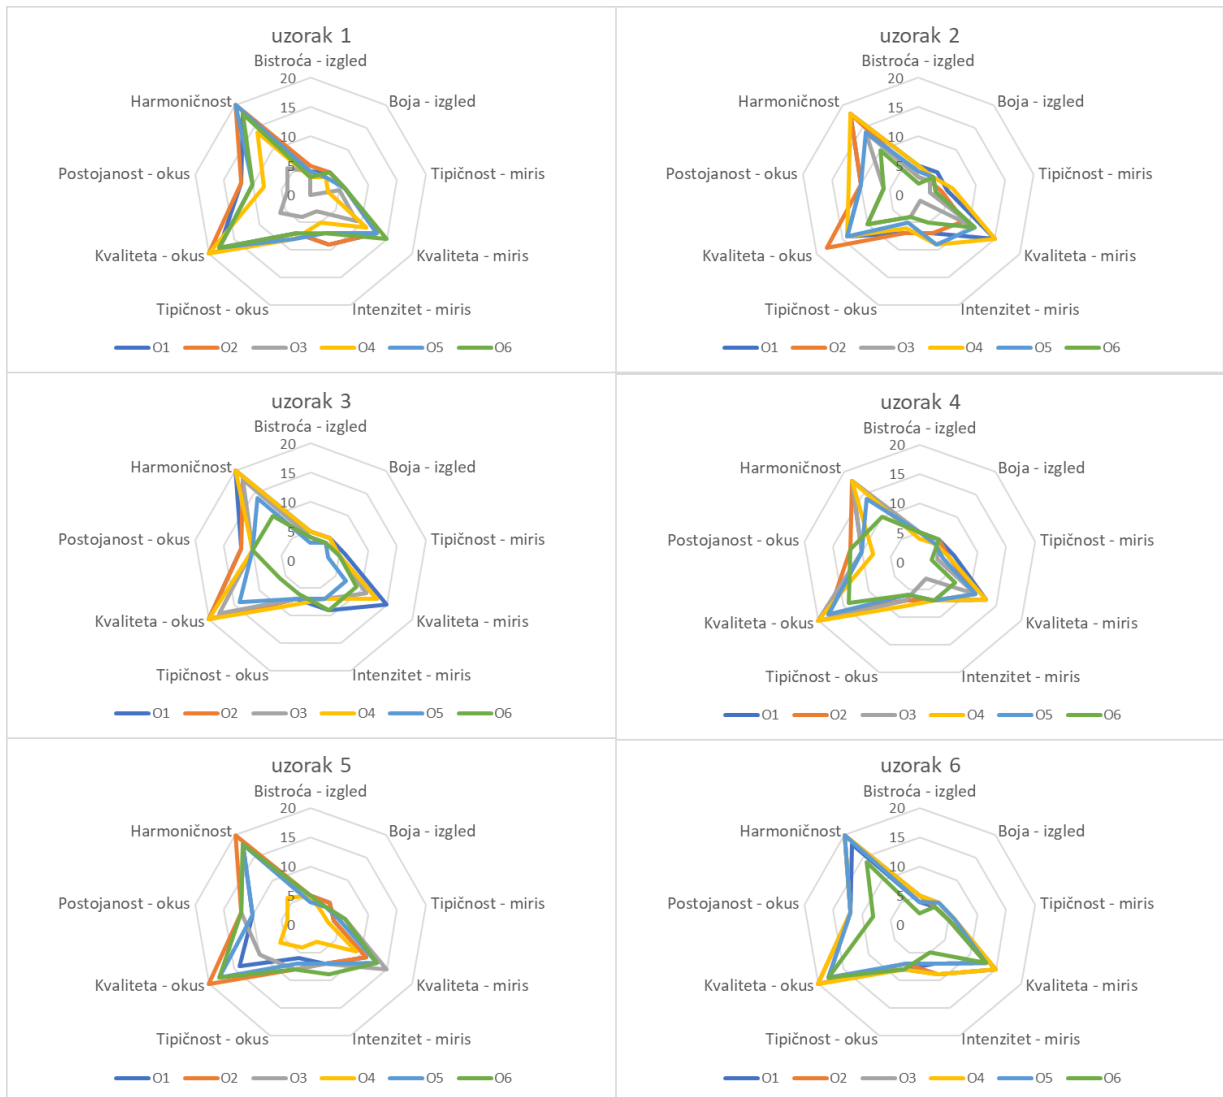 uzorak 1
Bistroća - izgled
20
Harmoničnost
Boja - izgled
15
10
5
Postojanost - okus
0
Tipičnost - miris
Kvaliteta - okus
Kvaliteta - miris
Tipičnost - okus
Intenzitet - miris
O1 O2 O3 O4 O5 O6
uzorak 2
Bistroća - izgled
20
Harmoničnost
Boja - izgled
15
10
5
Postojanost - okus
0
Tipičnost - miris
Kvaliteta - okus
Kvaliteta - miris
Tipičnost - okus
Intenzitet - miris
O1 O2 O3 O4 O5 O6
uzorak 3
Bistroća - izgled
20
Harmoničnost
Boja - izgled
15
10
5
Postojanost - okus
0
Tipičnost - miris
Kvaliteta - okus
Kvaliteta - miris
Tipičnost - okus
Intenzitet - miris
O1 O2 O3 O4 O5 O6
uzorak 4
Bistroća - izgled
20
Harmoničnost
Boja - izgled
15
10
5
Postojanost - okus
0
Tipičnost - miris
Kvaliteta - okus
Kvaliteta - miris
Tipičnost - okus
Intenzitet - miris
O1 O2 O3 O4 O5 O6
uzorak 5
Bistroća - izgled
20
Harmoničnost
Boja - izgled
15
10
5
Postojanost - okus
0
Tipičnost - miris
Kvaliteta - okus
Kvaliteta - miris
Tipičnost - okus
Intenzitet - miris
O1 O2 O3 O4 O5 O6
uzorak 6
Bistroća - izgled
20
Harmoničnost
Boja - izgled
15
10
5
Postojanost - okus
0
Tipičnost - miris
Kvaliteta - okus
Kvaliteta - miris
Tipičnost - okus
Intenzitet - miris
O1 O2 O3 O4 O5 O6